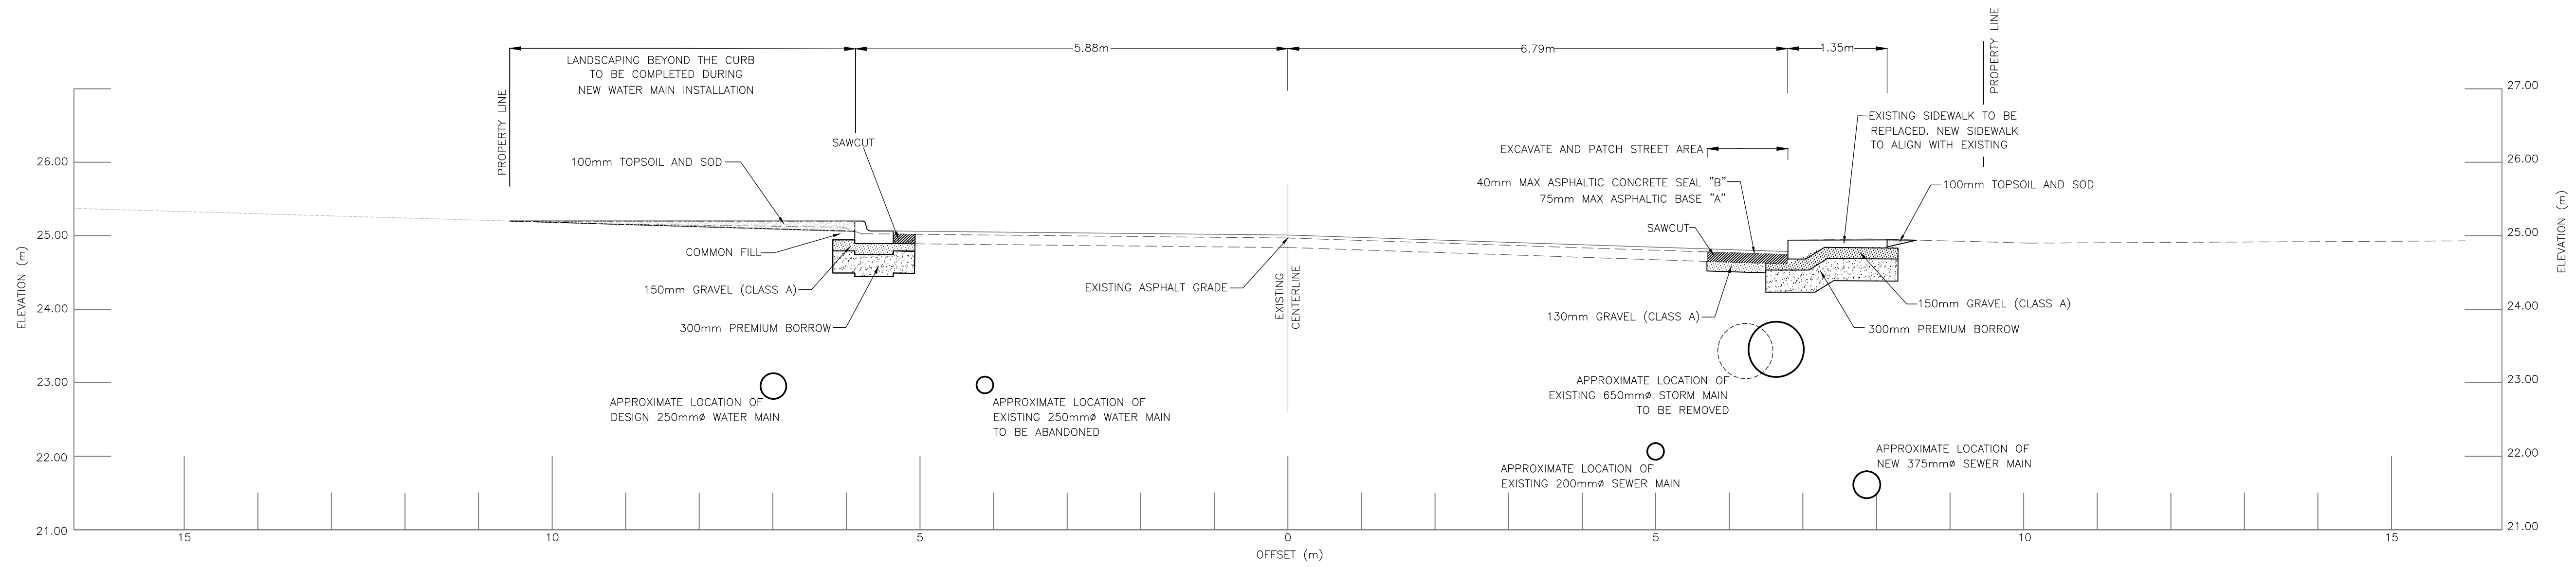 5.88m
6.79m
1.35m
PROPERTY LINE
LANDSCAPING BEYOND THE CURB
TO BE COMPLETED DURING
NEW WATER MAIN INSTALLATION
PROPERTY LINE
SAWCUT
100mm TOPSOIL AND SOD
COMMON FILL
150mm GRAVEL (CLASS A)
300mm PREMIUM BORROW
EXISTING ASPHALT GRADE
EXISTING
CENTERLINE
EXCAVATE AND PATCH STREET AREA
40mm MAX ASPHALTIC CONCRETE SEAL "B"
75mm MAX ASPHALTIC BASE "A"
SAWCUT
130mm GRAVEL (CLASS A)
EXISTING SIDEWALK TO BE
REPLACED. NEW SIDEWALK
TO ALIGN WITH EXISTING
100mm TOPSOIL AND SOD
150mm GRAVEL (CLASS A)
300mm PREMIUM BORROW
APPROXIMATE LOCATION OF
DESIGN 250mmø WATER MAIN
APPROXIMATE LOCATION OF
EXISTING 250mmø WATER MAIN
TO BE ABANDONED
APPROXIMATE LOCATION OF
EXISTING 650mmø STORM MAIN
TO BE REMOVED
APPROXIMATE LOCATION OF
EXISTING 200mmø SEWER MAIN
APPROXIMATE LOCATION OF
NEW 375mmø SEWER MAIN
ELEVATION (m)
26.00
25.00
24.00
23.00
22.00
21.00
27.00
26.00
25.00
24.00
23.00
22.00
21.00
ELEVATION (m)
15
10
5
0
5
10
15
OFFSET (m)